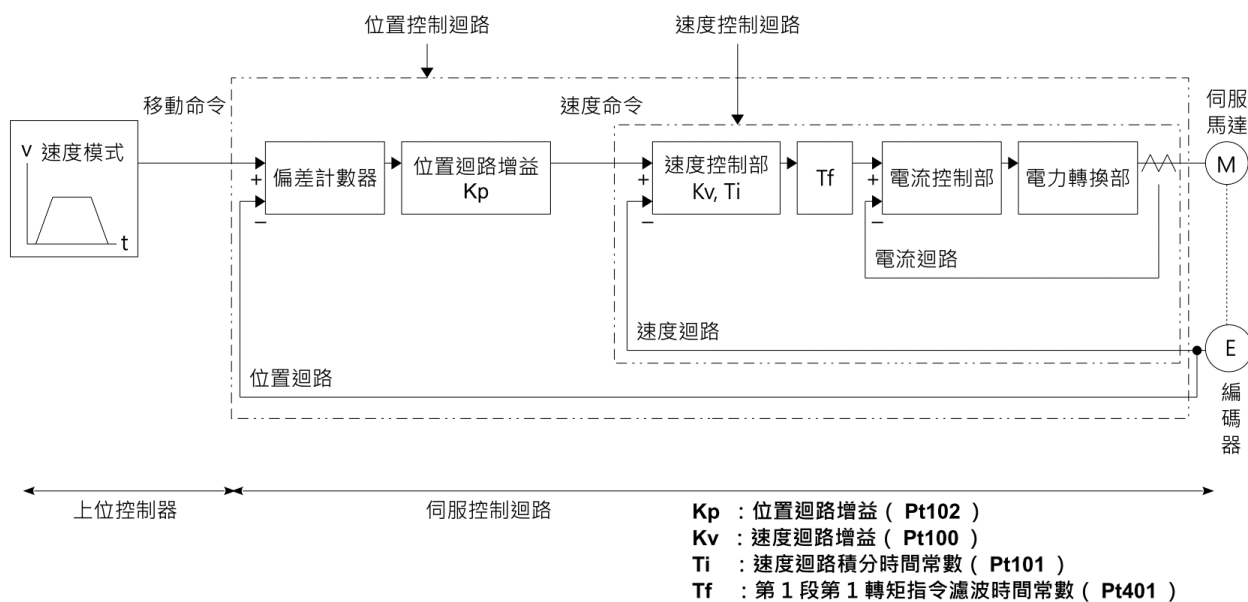 位置控制迴路
速度控制迴路
移動命令
速度命令
伺服
馬達
v 速度模式
t
+
−
偏差計數器
位置迴路增益
Kp
+
−
速度控制部
Kv, Ti
Tf
+
−
電流控制部
電力轉換部
M
電流迴路
速度迴路
位置迴路
E
編
碼
器
上位控制器
伺服控制迴路
Kp ：位置迴路增益（ Pt102 ）
Kv ：速度迴路增益（ Pt100 ）
Ti ：速度迴路積分時間常數（ Pt101 ）
Tf ：第 1 段第 1 轉矩指令濾波時間常數（ Pt401 ）